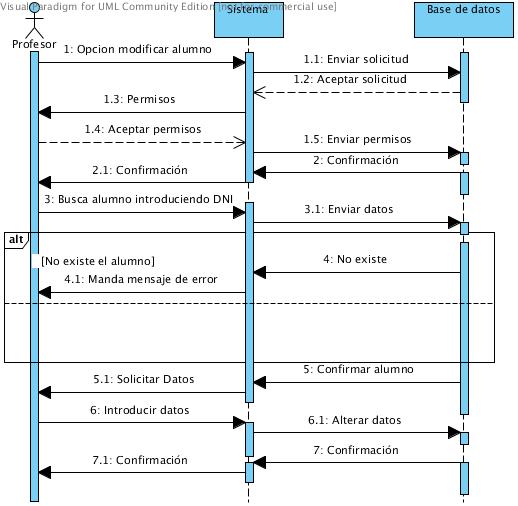 Visual Paradigm for UML Community Edition [not for commercial use]
Sistema
Base de datos
Profesor
1: Opcion modificar alumno
1.1: Enviar solicitud
1.2: Aceptar solicitud
1.3: Permisos
1.4: Aceptar permisos
1.5: Enviar permisos
2: Confirmación
2.1: Confirmación
3: Busca alumno introduciendo DNI
3.1: Enviar datos
alt
[No existe el alumno]
4: No existe
4.1: Manda mensaje de error
5: Confirmar alumno
5.1: Solicitar Datos
6: Introducir datos
6.1: Alterar datos
7: Confirmación
7.1: Confirmación